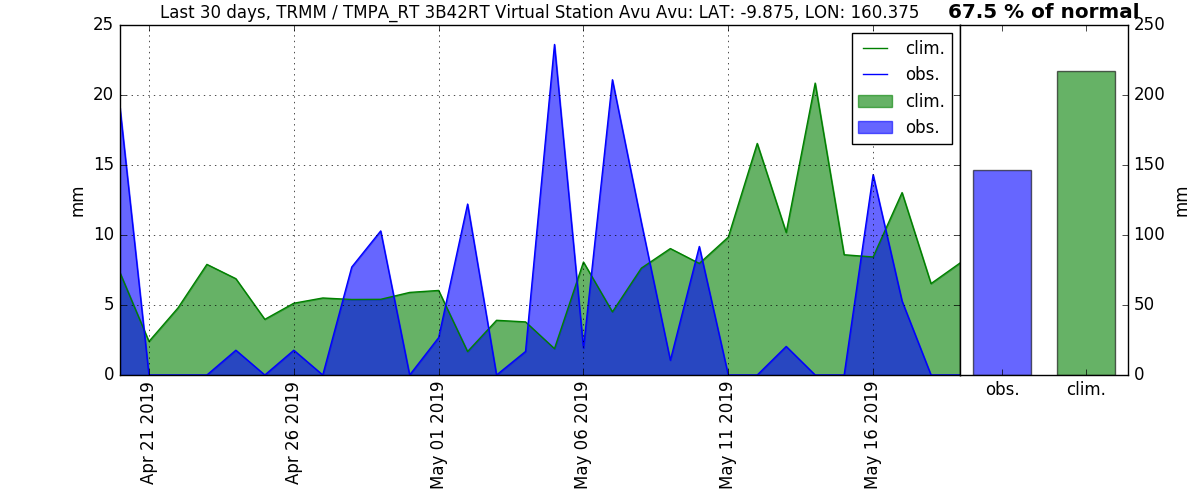 Last 30 days, TRMM / TMPA_RT 3B42RT Virtual Station Avu Avu: LAT: -9.875, LON: 160.375
67.5 % of normal
25
20
15
10
5
0
mm
clim.
obs.
clim.
obs.
Apr 21 2019
Apr 26 2019
May 01 2019
May 06 2019
May 11 2019
May 16 2019
250
200
150
100
50
0
mm
obs.
clim.